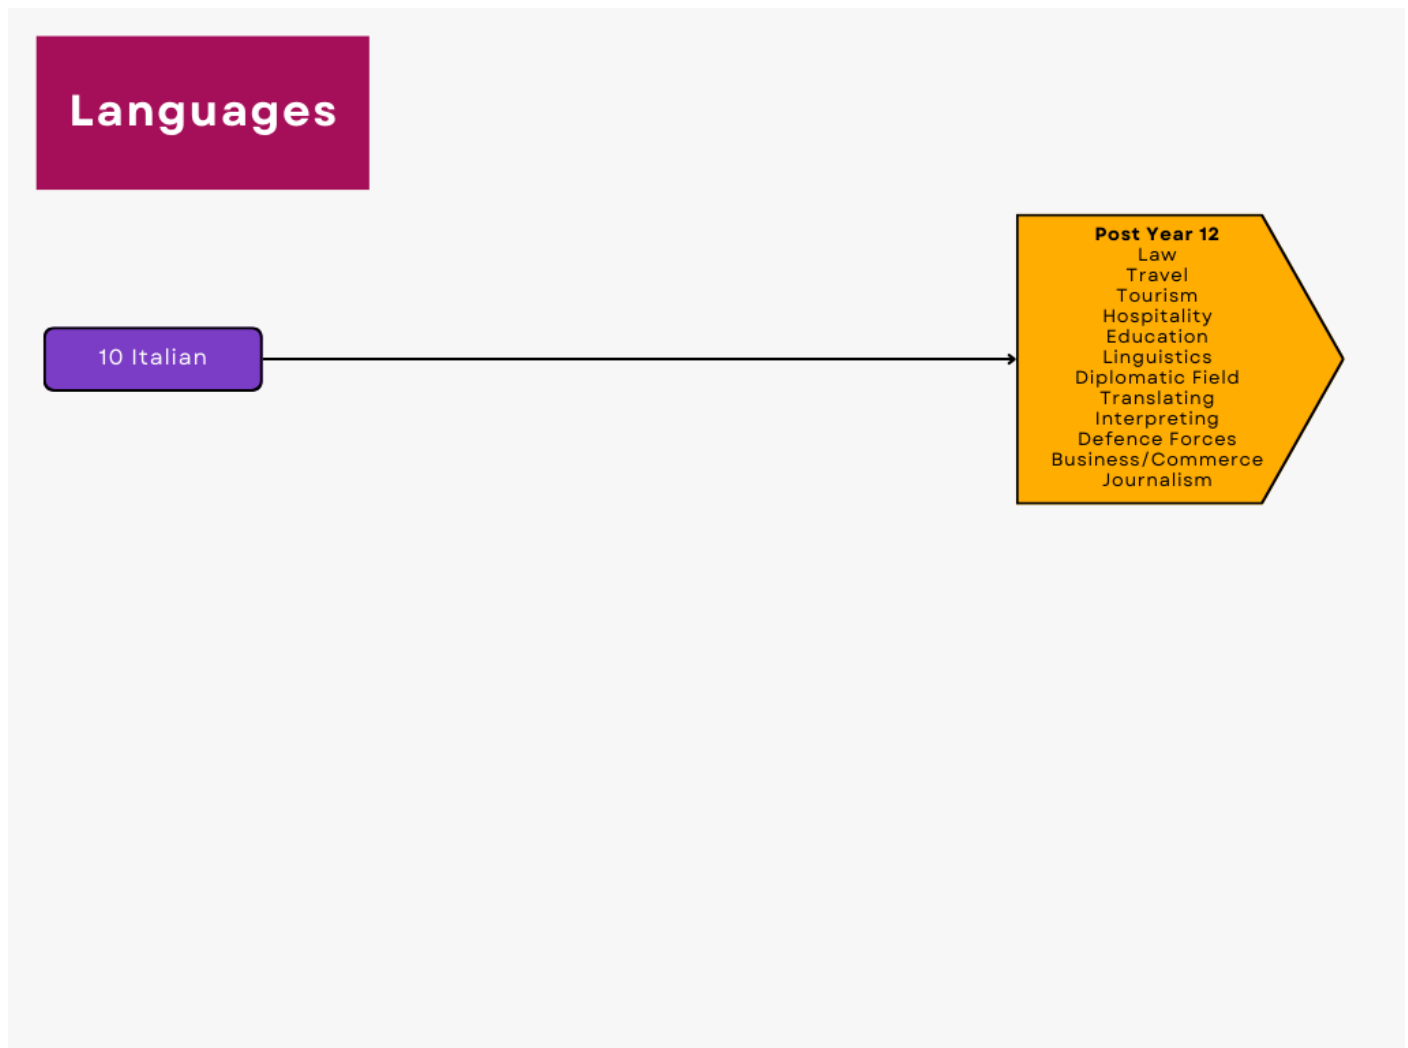 Languages
10 Italian
Post Year 12
Law
Travel
Tourism
Hospitality
Education
Linguistics
Diplomatic Field
Translating
Interpreting
Defence Forces
Business/Commerce
Journalism